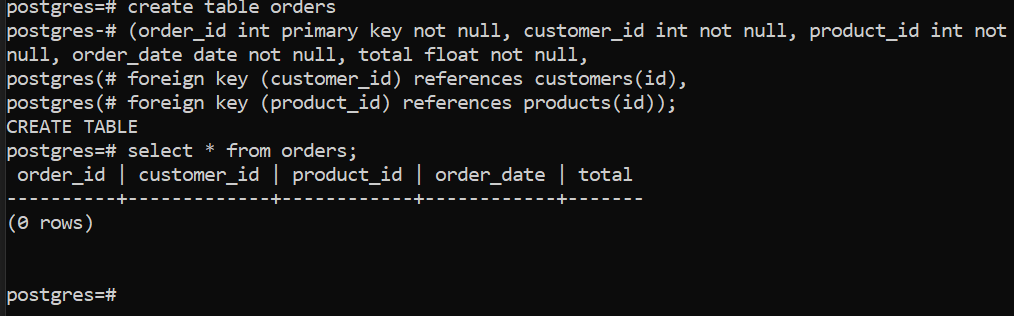 postgres=# create table orders
postgres-# (order_id int primary key not null, customer_id int not null, product_id int not
null, order_date date not null, total float not null,
postgres(# foreign key (customer_id) references customers(id),
postgres(# foreign key (product_id) references products(id));
CREATE TABLE
postgres=# select * from orders;
 order_id | customer_id | product_id | order_date | total
----------+-------------+------------+------------+-------
(0 rows)
postgres=#